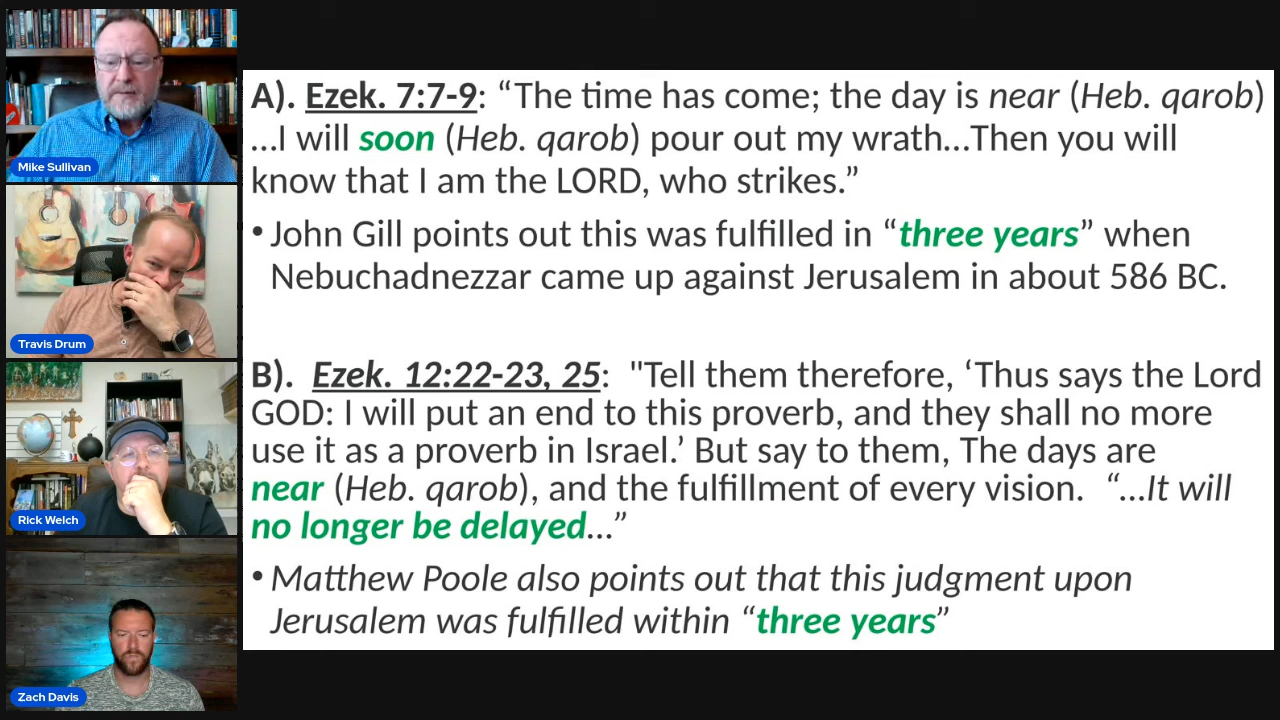 Mike Sullivan
Travis Drum
Rick Welch
Zach Davis
A). Ezek. 7:7-9: “The time has come; the day is near (Heb. qarob)
…I will soon (Heb. qarob) pour out my wrath…Then you will
know that I am the LORD, who strikes.”
• John Gill points out this was fulfilled in “three years” when
Nebuchadnezzar came up against Jerusalem in about 586 BC.
B). Ezek. 12:22-23, 25: "Tell them therefore, ‘Thus says the Lord
GOD: I will put an end to this proverb, and they shall no more
use it as a proverb in Israel.’ But say to them, The days are
near (Heb. qarob), and the fulfillment of every vision. “…It will
no longer be delayed…”
• Matthew Poole also points out that this judgment upon
Jerusalem was fulfilled within “three years”